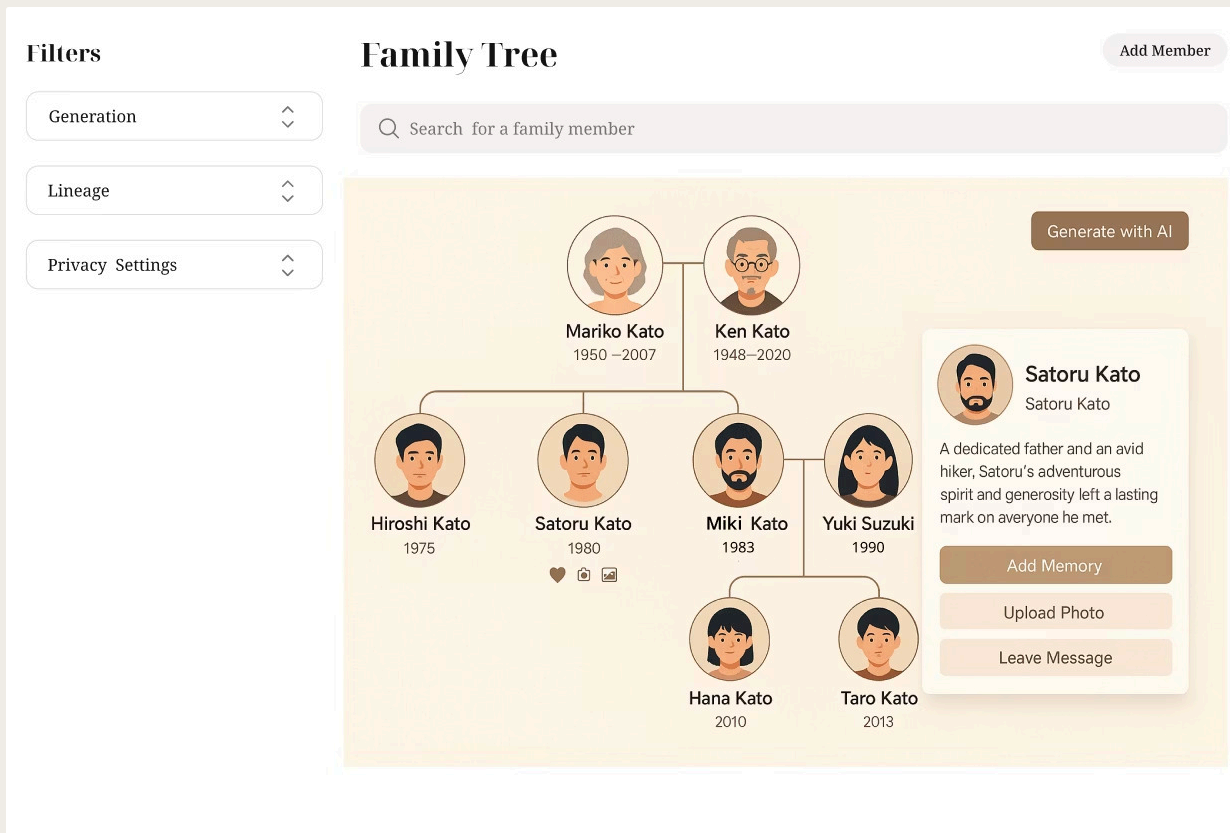 Filters
Generation
Lineage
Privacy Settings
Family Tree
Add Member
Search for a family member
Generate with AI
Mariko Kato
1950 –2007
Ken Kato
1948–2020
Hiroshi Kato
1975
Satoru Kato
1980
Miki Kato
1983
Yuki Suzuki
1990
Hana Kato
2010
Taro Kato
2013
Satoru Kato
Satoru Kato
A dedicated father and an avid
hiker, Satoru's adventurous
spirit and generosity left a lasting
mark on averyone he met.
Add Memory
Upload Photo
Leave Message